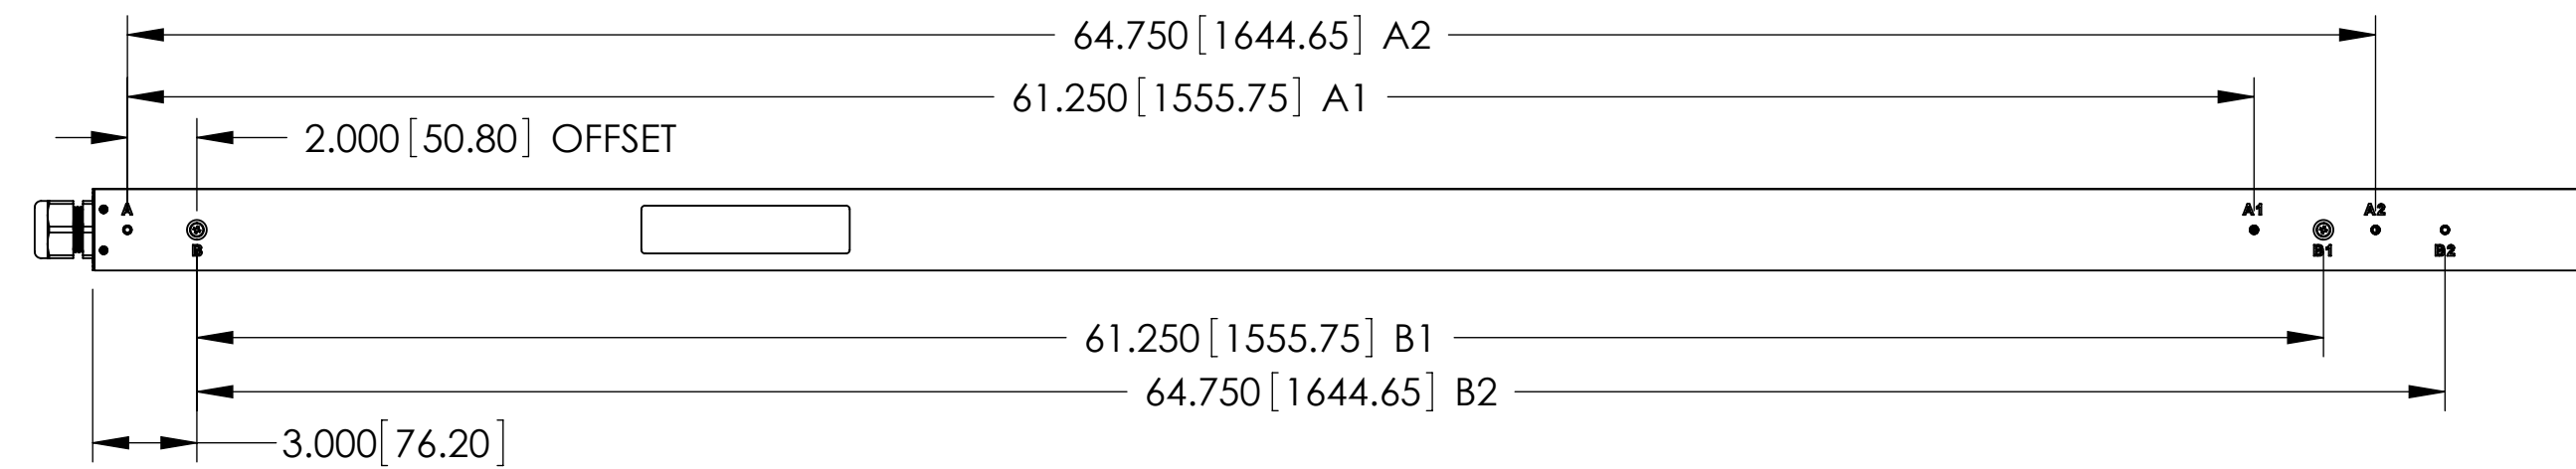 64.750[1644.65] A2
61.250[1555.75] A1
2.000[50.80] OFFSET
A
A1
A2
B
B1
B2
61.250[1555.75] B1
64.750[1644.65] B2
3.000[76.20]